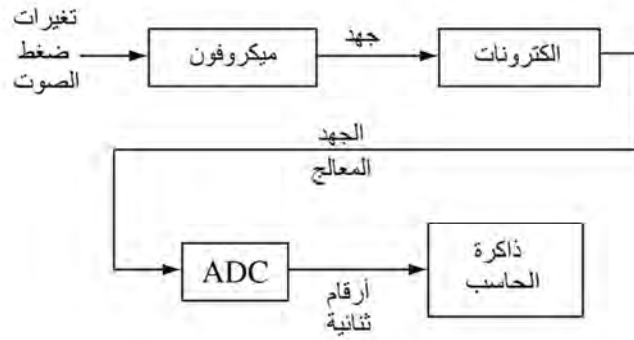 تغيرات
ضغط
الصوت
ميكروفون
جهد
الكترونات
الجهد
المعالج
ADC
أرقام
ثنائية
ذاكرة
الحاسب